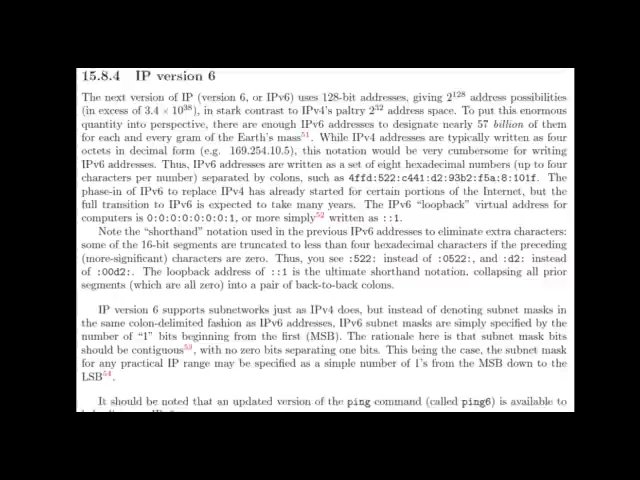 15.8.4 IP version 6
The next version of IP (version 6, or IPv6) uses 128-bit addresses, giving 2¹²⁸ address possibilities
(in excess of 3.4 × 10³⁸), in stark contrast to IPv4's paltry 2³² address space. To put this enormous
quantity into perspective, there are enough IPv6 addresses to designate nearly 57 billion of them
for each and every gram of the Earth's mass⁵¹. While IPv4 addresses are typically written as four
octets in decimal form (e.g. 169.254.10.5), this notation would be very cumbersome for writing
IPv6 addresses. Thus, IPv6 addresses are written as a set of eight hexadecimal numbers (up to four
characters per number) separated by colons, such as 4ffd:522:c441:d2:93b2:f5a:8:101f. The
phase-in of IPv6 to replace IPv4 has already started for certain portions of the Internet, but the
full transition to IPv6 is expected to take many years. The IPv6 "loopback" virtual address for
computers is 0:0:0:0:0:0:0:1, or more simply⁵² written as ::1.
Note the "shorthand" notation used in the previous IPv6 addresses to eliminate extra characters:
some of the 16-bit segments are truncated to less than four hexadecimal characters if the preceding
(more-significant) characters are zero. Thus, you see :522: instead of :0522:, and :d2: instead
of :00d2:. The loopback address of ::1 is the ultimate shorthand notation, collapsing all prior
segments (which are all zero) into a pair of back-to-back colons.
IP version 6 supports subnetworks just as IPv4 does, but instead of denoting subnet masks in
the same colon-delimited fashion as IPv6 addresses, IPv6 subnet masks are simply specified by the
number of "1" bits beginning from the first (MSB). The rationale here is that subnet mask bits
should be contiguous⁵³, with no zero bits separating one bits. This being the case, the subnet mask
for any practical IP range may be specified as a simple number of 1's from the MSB down to the
LSB⁵⁴.
It should be noted that an updated version of the ping command (called ping6) is available to